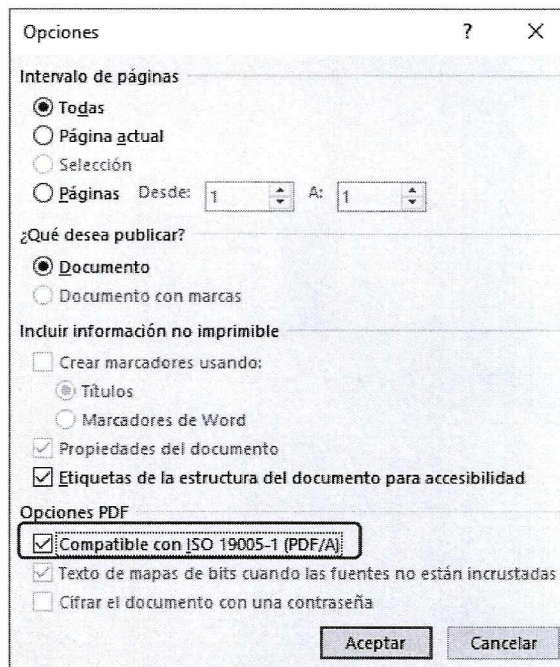 Opciones ? X
Intervalo de páginas
Todas
Página actual
Selección
Páginas Desde: 1 A: 1
¿Qué desea publicar?
Documento
Documento con marcas
Incluir información no imprimible
Crear marcadores usando:
Títulos
Marcadores de Word
Propiedades del documento
Etiquetas de la estructura del documento para accesibilidad
Opciones PDF
Compatible con ISO 19005-1 (PDF/A)
Texto de mapas de bits cuando las fuentes no están incrustadas
Cifrar el documento con una contraseña
Aceptar Cancelar